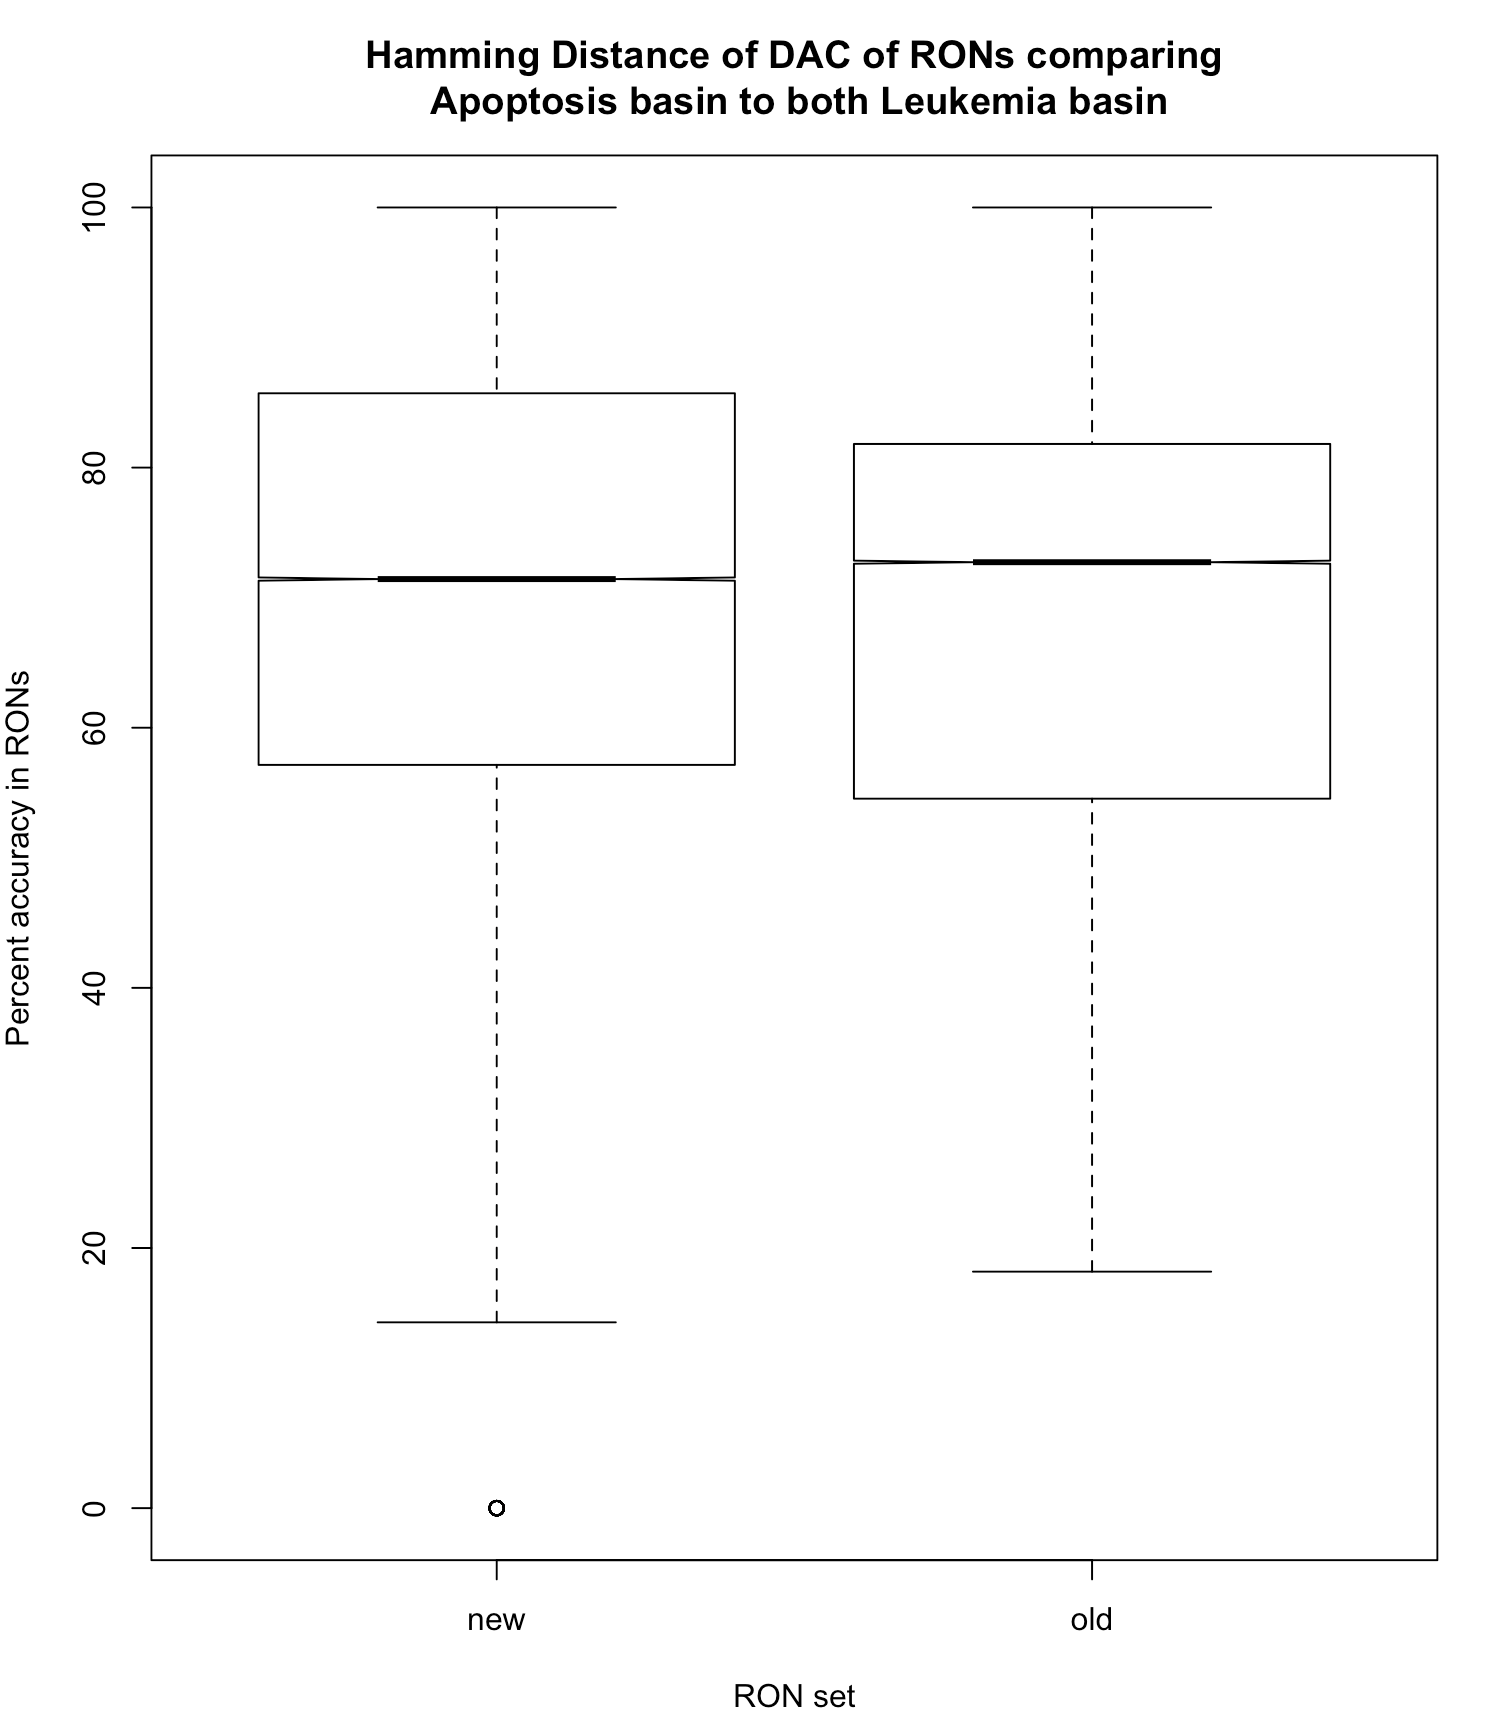 Hamming Distance of DAC of RONs comparing
Apoptosis basin to both Leukemia basin
Percent accuracy in RONs
100
80
60
40
20
0
new
old
RON set